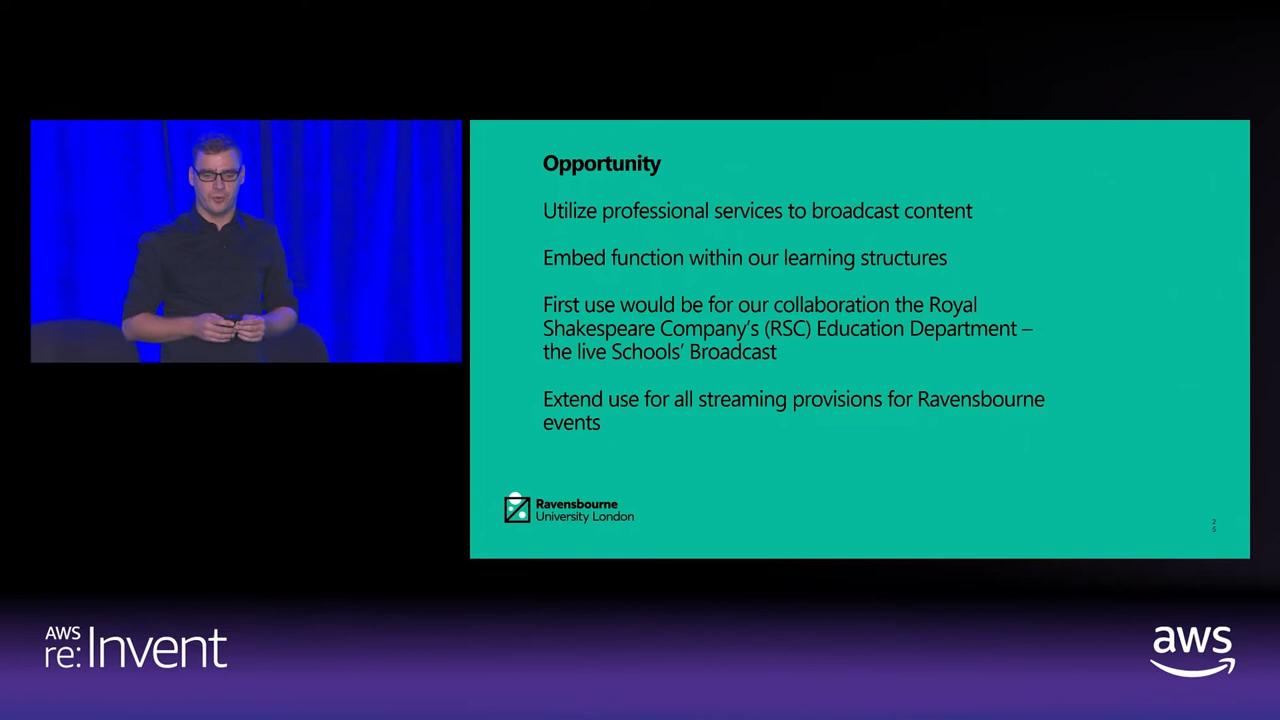 Opportunity
Utilize professional services to broadcast content
Embed function within our learning structures
First use would be for our collaboration the Royal
Shakespeare Company's (RSC) Education Department –
the live Schools' Broadcast
Extend use for all streaming provisions for Ravensbourne
events
Ravensbourne
University London
2
5
AWS
re:Invent
aws